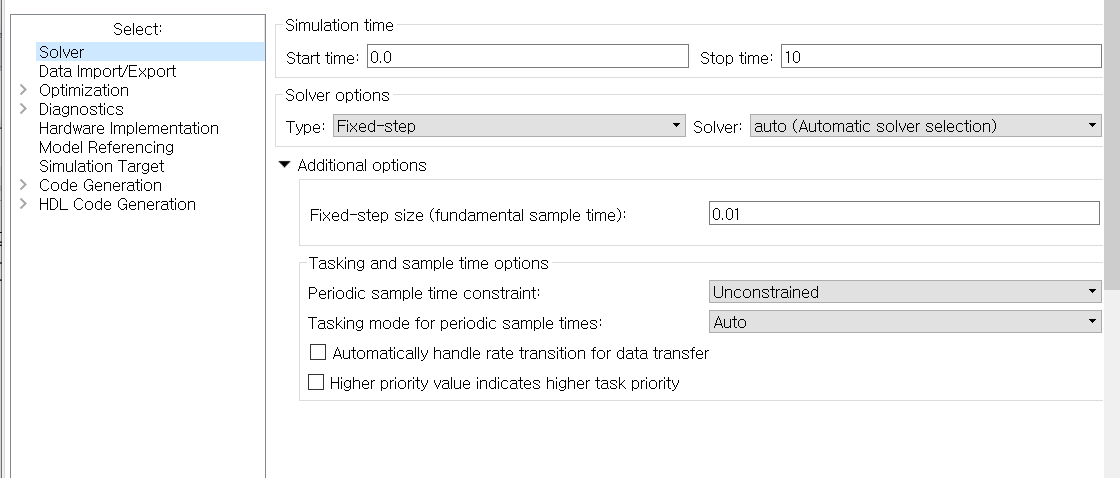 Select:
Solver
Data Import/Export
Optimization
Diagnostics
Hardware Implementation
Model Referencing
Simulation Target
Code Generation
HDL Code Generation
Simulation time
Start time: 0.0 Stop time: 10
Solver options
Type: Fixed-step Solver: auto (Automatic solver selection)
Additional options
Fixed-step size (fundamental sample time): 0.01
Tasking and sample time options
Periodic sample time constraint: Unconstrained
Tasking mode for periodic sample times: Auto
Automatically handle rate transition for data transfer
Higher priority value indicates higher task priority